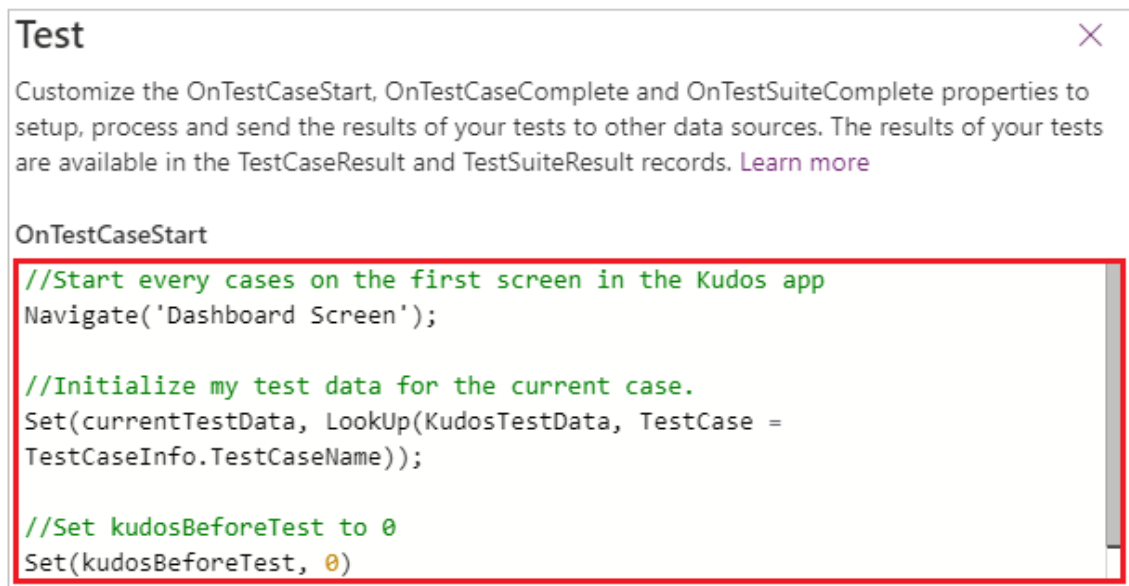 Test
Customize the OnTestCaseStart, OnTestCaseComplete and OnTestSuiteComplete properties to
setup, process and send the results of your tests to other data sources. The results of your tests
are available in the TestCaseResult and TestSuiteResult records. Learn more
OnTestCaseStart
//Start every cases on the first screen in the Kudos app
Navigate('Dashboard Screen');
//Initialize my test data for the current case.
Set(currentTestData, LookUp(KudosTestData, TestCase =
TestCaseInfo.TestCaseName));
//Set kudosBeforeTest to 0
Set(kudosBeforeTest, 0)